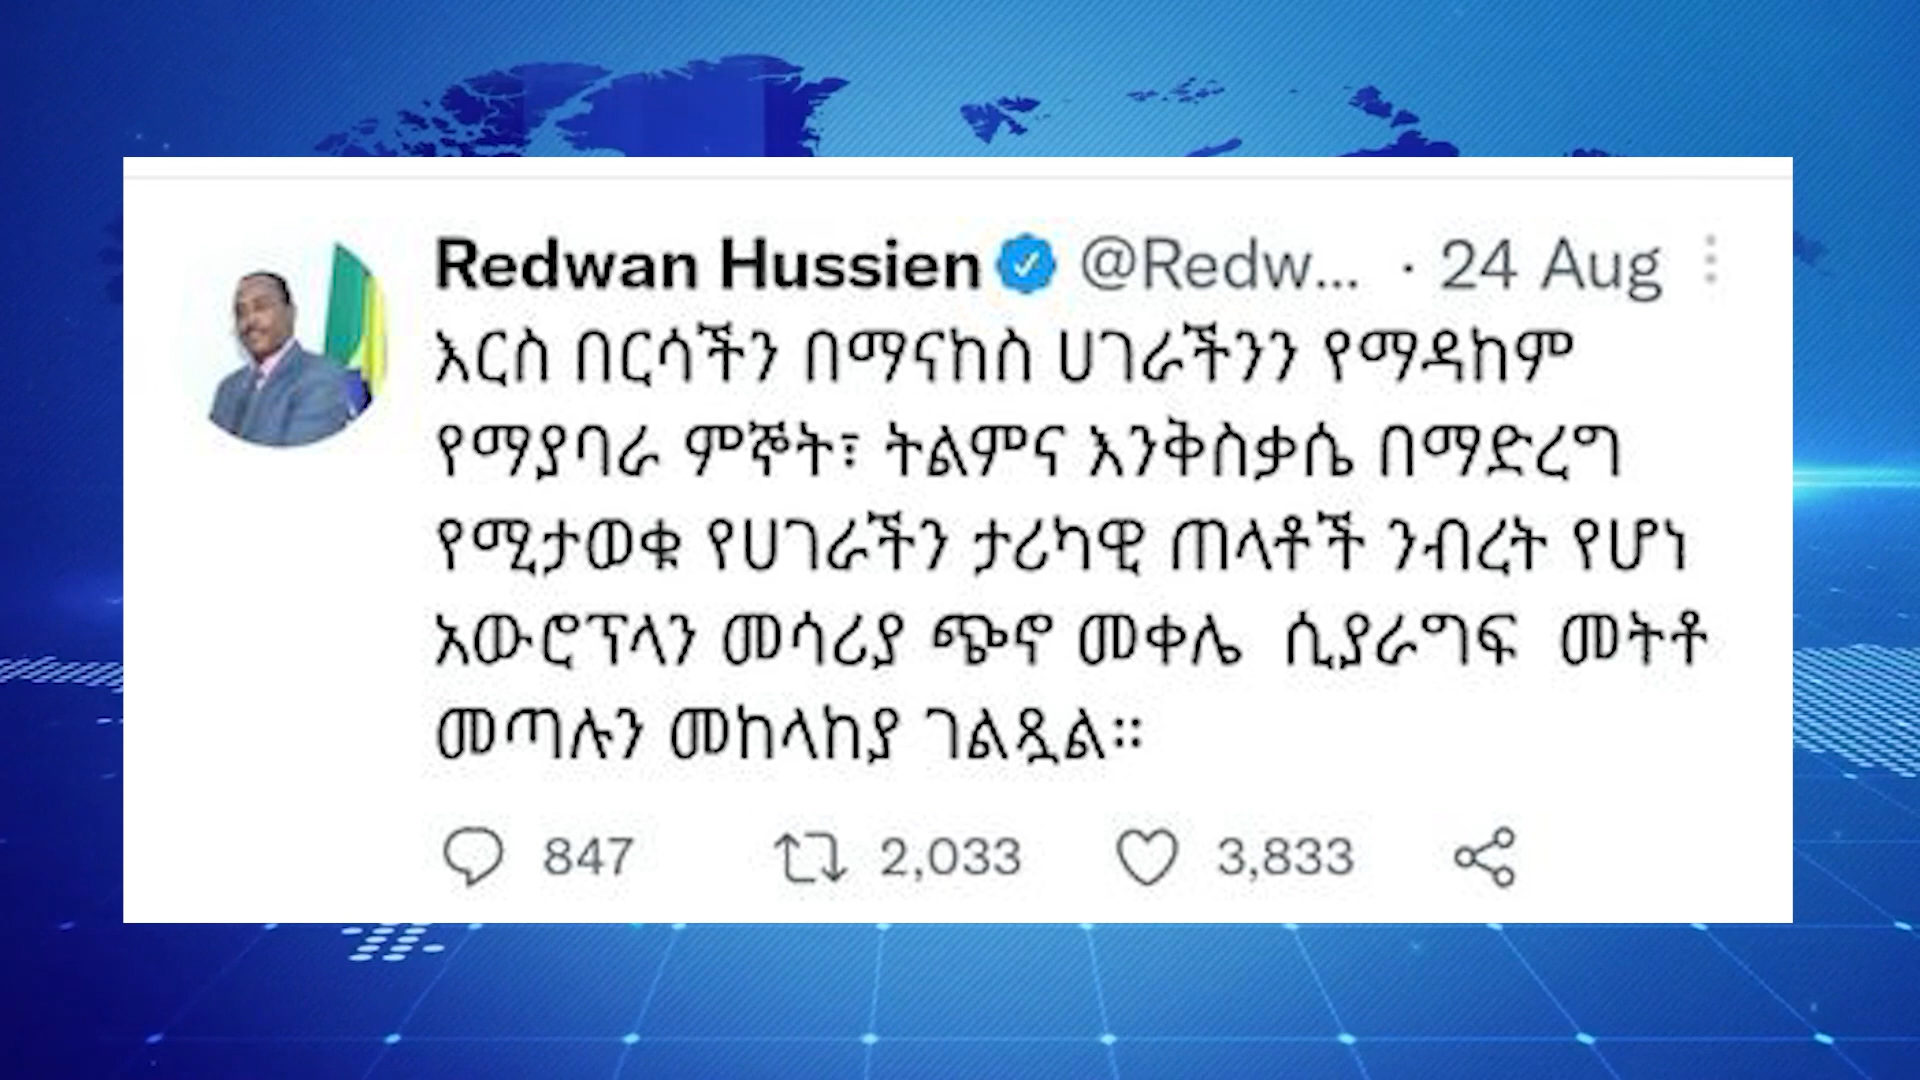 Redwan Hussien @Redw... · 24 Aug
እርስ በርሳችን በማናከስ ሀገራችንን የማዳከም
የማያባራ ምኞት፣ ትልምና እንቅስቃሴ በማድረግ
የሚታወቁ የሀገራችን ታሪካዊ ጠላቶች ንብረት የሆነ
አውሮፕላን መሳሪያ ጭኖ መቀሌ ሲያራግፍ መትቶ
መጣሉን መከላከያ ገልጿል።
847 2,033 3,833